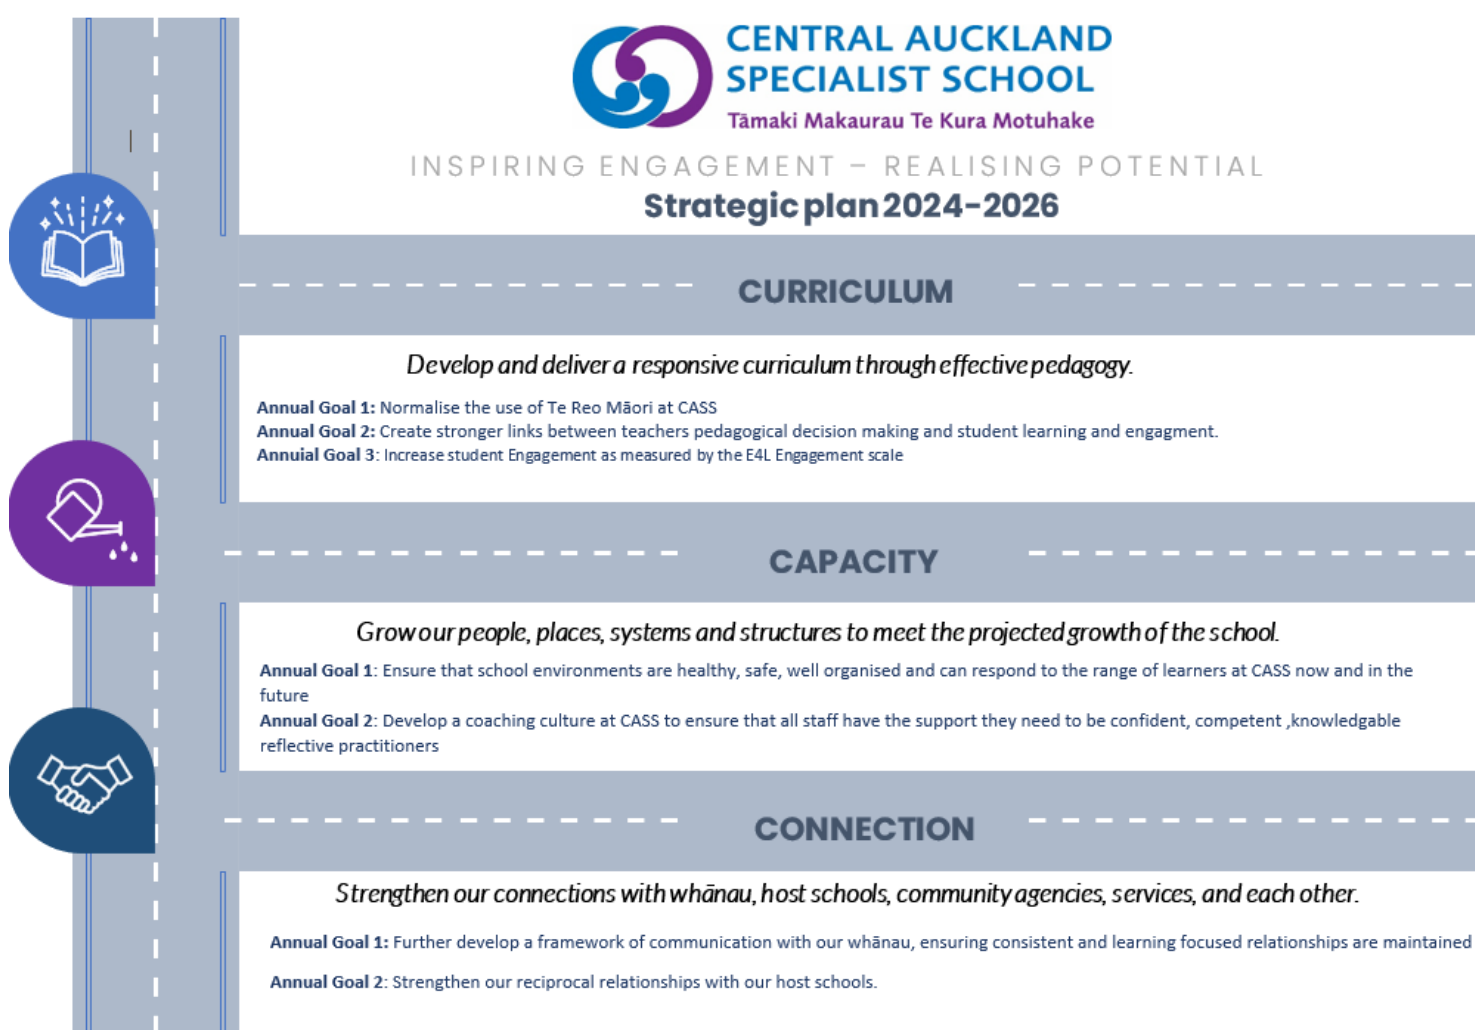 CENTRAL AUCKLAND
SPECIALIST SCHOOL
Tāmaki Makaurau Te Kura Motuhake
INSPIRING ENGAGEMENT – REALISING POTENTIAL
Strategic plan 2024-2026
CURRICULUM
Develop and deliver a responsive curriculum through effective pedagogy.
Annual Goal 1: Normalise the use of Te Reo Māori at CASS
Annual Goal 2: Create stronger links between teachers pedagogical decision making and student learning and engagment.
Annuial Goal 3: Increase student Engagement as measured by the E4L Engagement scale
CAPACITY
Grow our people, places, systems and structures to meet the projected growth of the school.
Annual Goal 1: Ensure that school environments are healthy, safe, well organised and can respond to the range of learners at CASS now and in the
future
Annual Goal 2: Develop a coaching culture at CASS to ensure that all staff have the support they need to be confident, competent ,knowledgable
reflective practitioners
CONNECTION
Strengthen our connections with whānau, host schools, community agencies, services, and each other.
Annual Goal 1: Further develop a framework of communication with our whānau, ensuring consistent and learning focused relationships are maintained
Annual Goal 2: Strengthen our reciprocal relationships with our host schools.